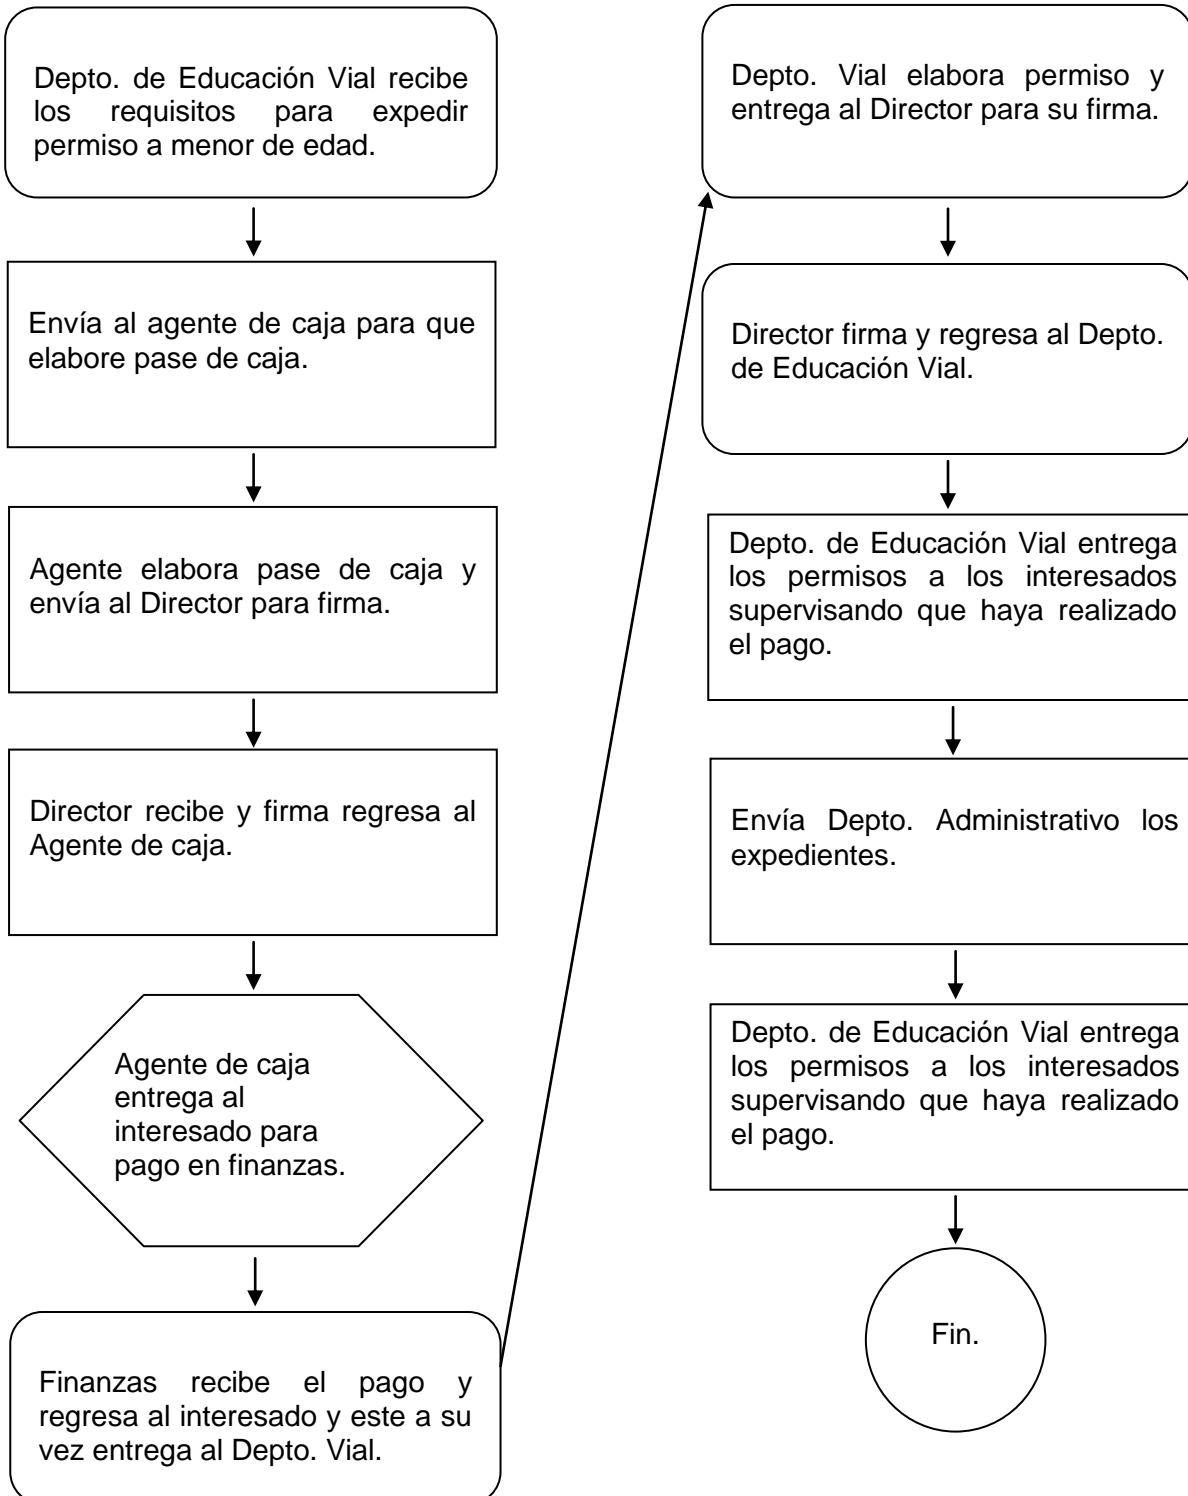 Depto. de Educación Vial recibe
los requisitos para expedir
permiso a menor de edad.
Envía al agente de caja para que
elabore pase de caja.
Agente elabora pase de caja y
envía al Director para firma.
Director recibe y firma regresa al
Agente de caja.
Agente de caja
entrega al
interesado para
pago en finanzas.
Finanzas recibe el pago y
regresa al interesado y este a su
vez entrega al Depto. Vial.
Depto. Vial elabora permiso y
entrega al Director para su firma.
Director firma y regresa al Depto.
de Educación Vial.
Depto. de Educación Vial entrega
los permisos a los interesados
supervisando que haya realizado
el pago.
Envía Depto. Administrativo los
expedientes.
Depto. de Educación Vial entrega
los permisos a los interesados
supervisando que haya realizado
el pago.
Fin.